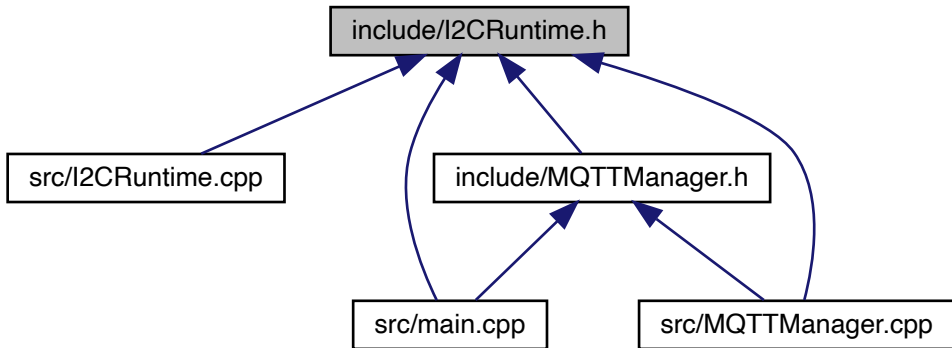 include/I2CRuntime.h
src/I2CRuntime.cpp
include/MQTTManager.h
src/main.cpp
src/MQTTManager.cpp